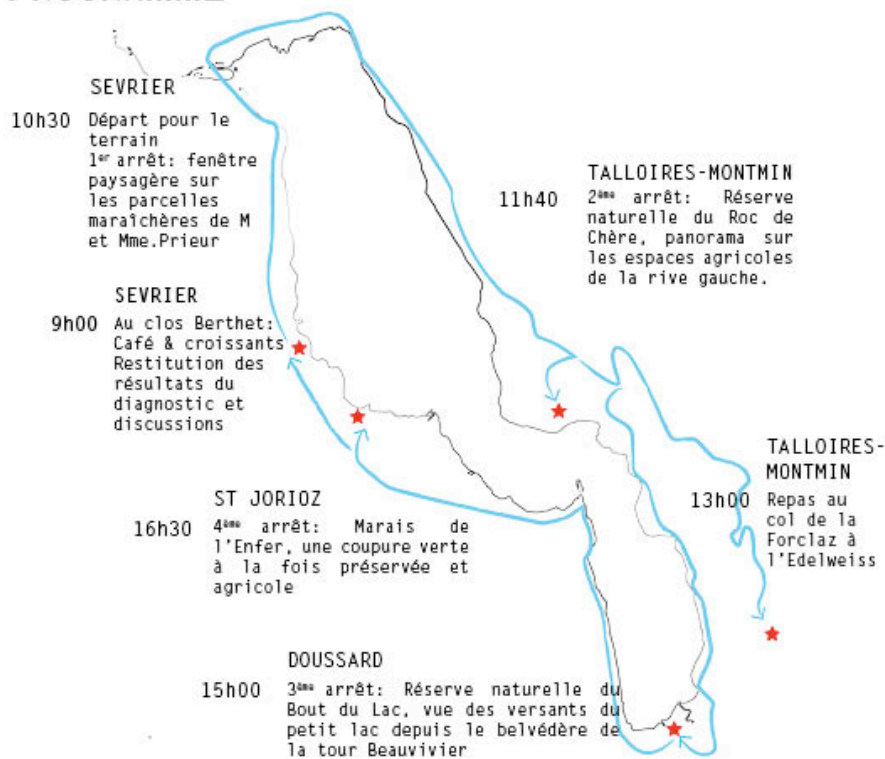 SEVRIER
10h30 Départ pour le
terrain
1er arrêt: fenêtre
paysagère sur
les parcelles
maraîchères de M
et Mme.Prieur
TALLOIRES-MONTMIN
11h40 2ème arrêt: Réserve
naturelle du Roc de
Chère, panorama sur
les espaces agricoles
de la rive gauche.
SEVRIER
9h00 Au clos Berthet:
Café & croissants
Restitution des
résultats du
diagnostic et
discussions
TALLOIRES-
MONTMIN
13h00 Repas au
col de la
Forclaz à
l'Edelweiss
ST JORIOZ
16h30 4ème arrêt: Marais de
l'Enfer, une coupure verte
à la fois préservée et
agricole
DOUSSARD
15h00 3ème arrêt: Réserve naturelle du
Bout du Lac, vue des versants du
petit lac depuis le belvédère de
la tour Beauvivier